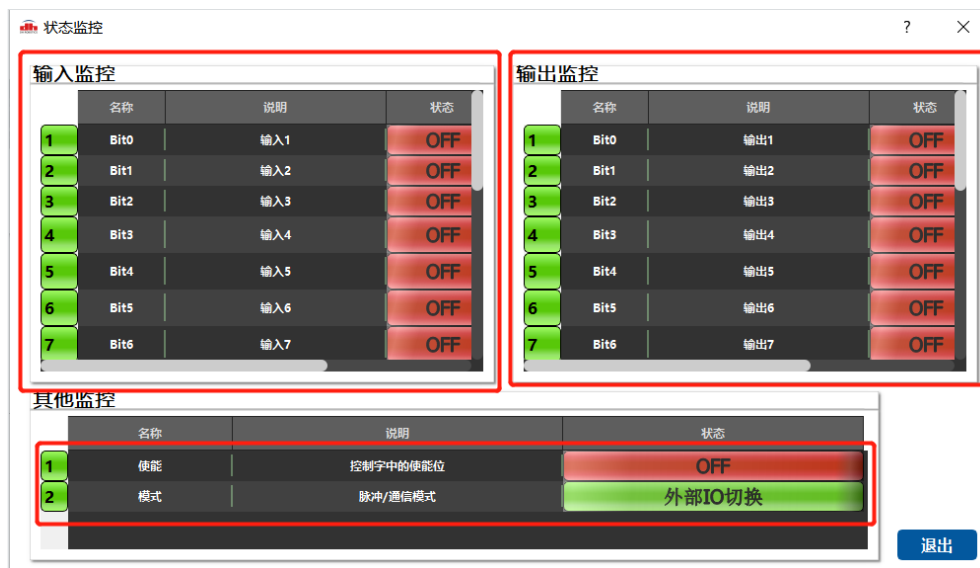 状态监控
?
输入监控
名称 说明 状态
1 Bit0 输入1 OFF
2 Bit1 输入2 OFF
3 Bit2 输入3 OFF
4 Bit3 输入4 OFF
5 Bit4 输入5 OFF
6 Bit5 输入6 OFF
7 Bit6 输入7 OFF
输出监控
名称 说明 状态
1 Bit0 输出1 OFF
2 Bit1 输出2 OFF
3 Bit2 输出3 OFF
4 Bit3 输出4 OFF
5 Bit4 输出5 OFF
6 Bit5 输出6 OFF
7 Bit6 输出7 OFF
其他监控
名称 说明 状态
1 使能 控制字中的使能位 OFF
2 模式 脉冲/通信模式 外部IO切换
退出